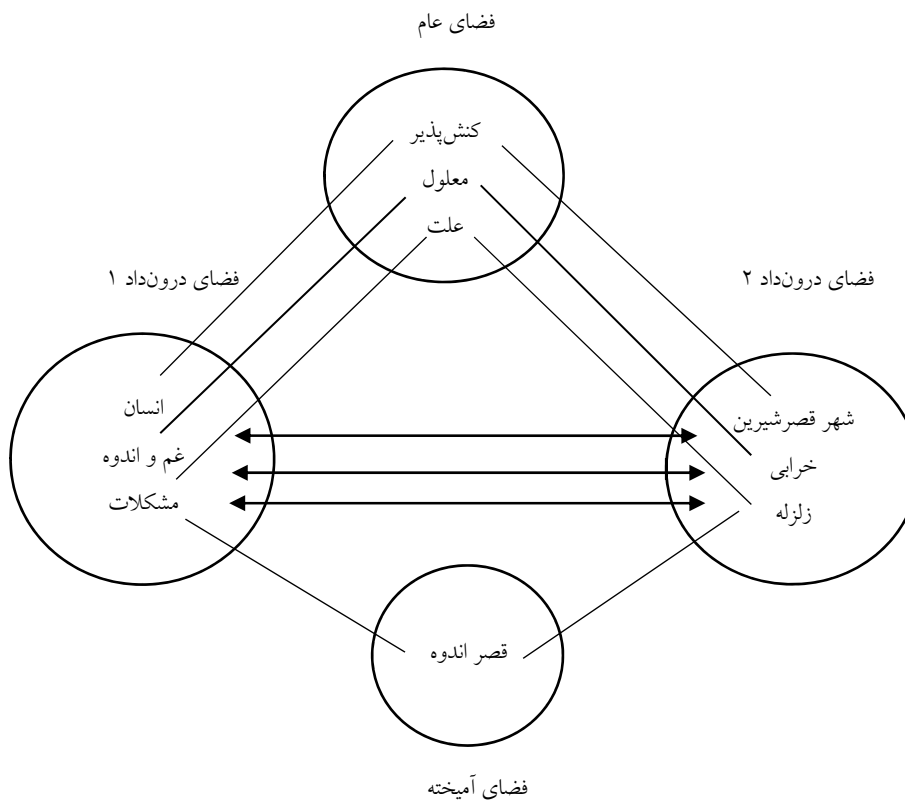 فضای عام
کنش‌پذیر
معلول
علت
فضای درون‌داد ۲
فضای درون‌داد ۱
شهر قصرشیرین
خرابی
زلزله
انسان
غم و اندوه
مشکلات
قصر اندوه
فضای آمیخته